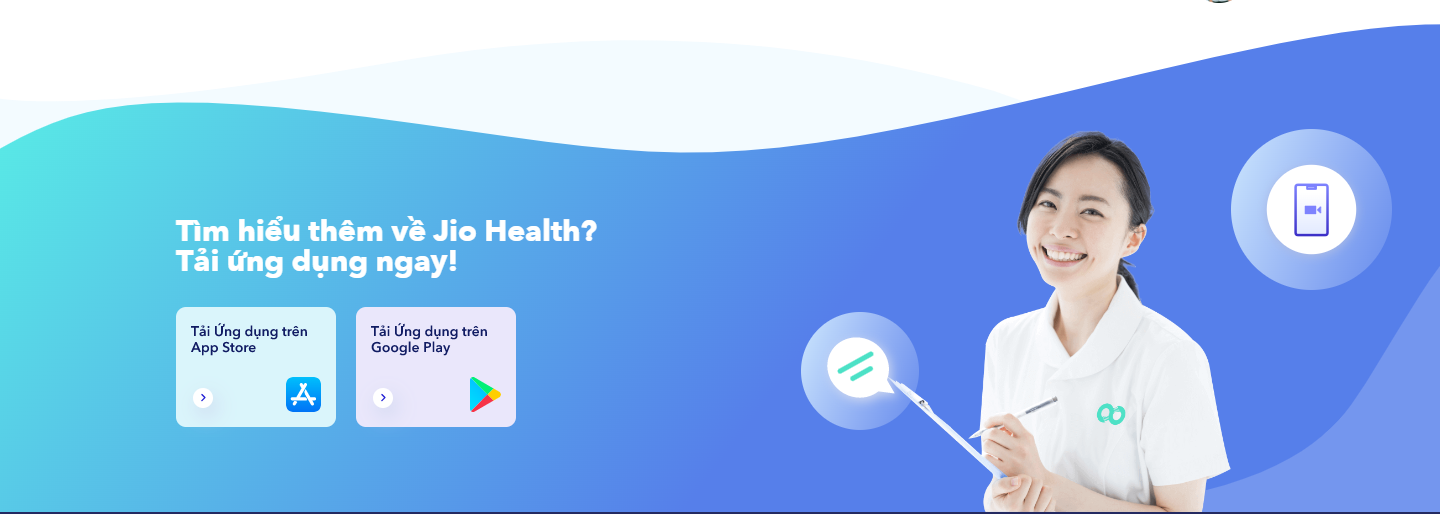 Tìm hiểu thêm về Jio Health?
Tải ứng dụng ngay!
Tải Ứng dụng trên
App Store
Tải Ứng dụng trên
Google Play